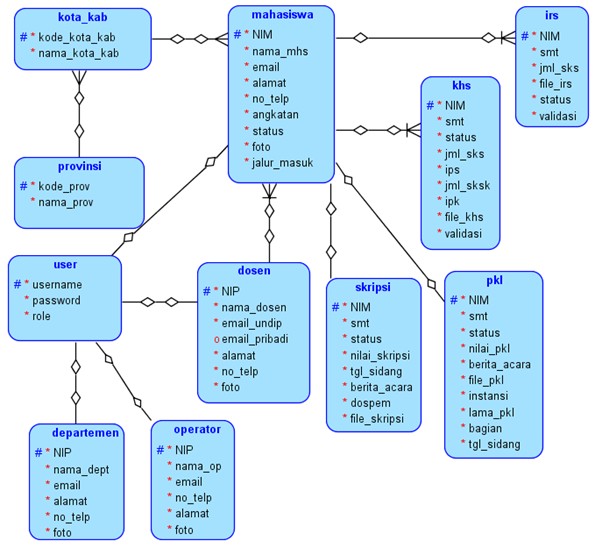 kota_kab
# * kode_kota_kab
* nama_kota_kab
mahasiswa
# * NIM
* nama_mhs
* email
* alamat
* no_telp
* angkatan
* status
* foto
* jalur_masuk
irs
# * NIM
* smt
* jml_sks
* file_irs
* status
* validasi
khs
# * NIM
* smt
* status
* jml_sks
* ips
* jml_sksk
* ipk
* file_khs
* validasi
provinsi
# * kode_prov
* nama_prov
user
# * username
* password
* role
dosen
# * NIP
* nama_dosen
* email_undip
o email_pribadi
* alamat
* no_telp
* foto
skripsi
# * NIM
* smt
* status
* nilai_skripsi
* tgl_sidang
* berita_acara
* dospem
* file_skripsi
pkl
# * NIM
* smt
* status
* nilai_pkl
* berita_acara
* file_pkl
* instansi
* lama_pkl
* bagian
* tgl_sidang
departemen
# * NIP
* nama_dept
* email
* alamat
* no_telp
* foto
operator
# * NIP
* nama_op
* email
* no_telp
* alamat
* foto